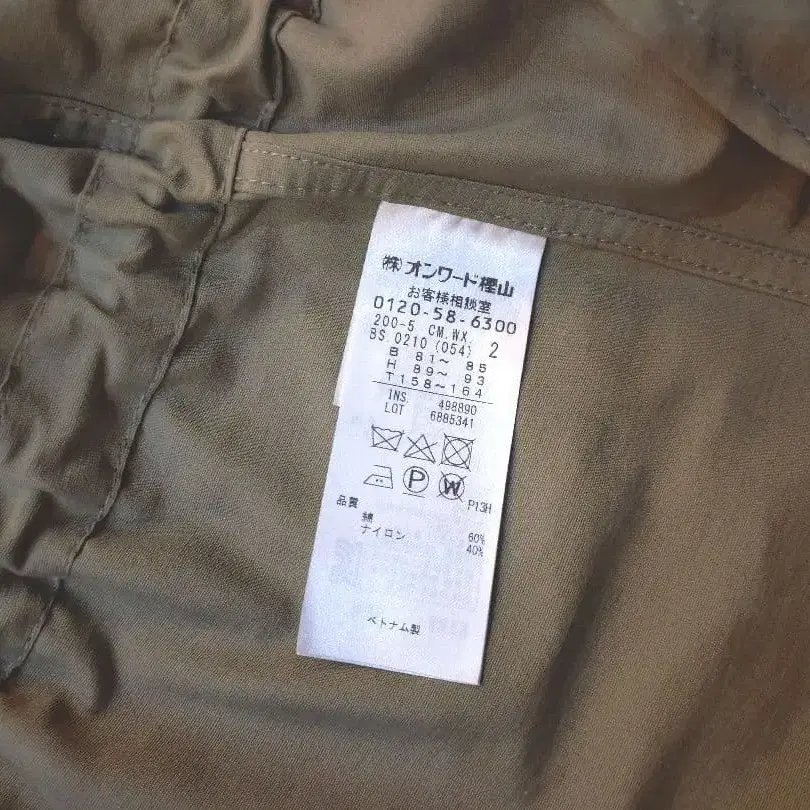 ㈱オンワード樫山
お客様相談室
0120-58-6300
200-5 CM.WX. 2
BS.0210(054)
B 81～ 85
H 89～ 93
T158～164
INS. 498890
LOT 6885341
P W P13H
品質
綿 60%
ナイロン 40%
ベトナム製